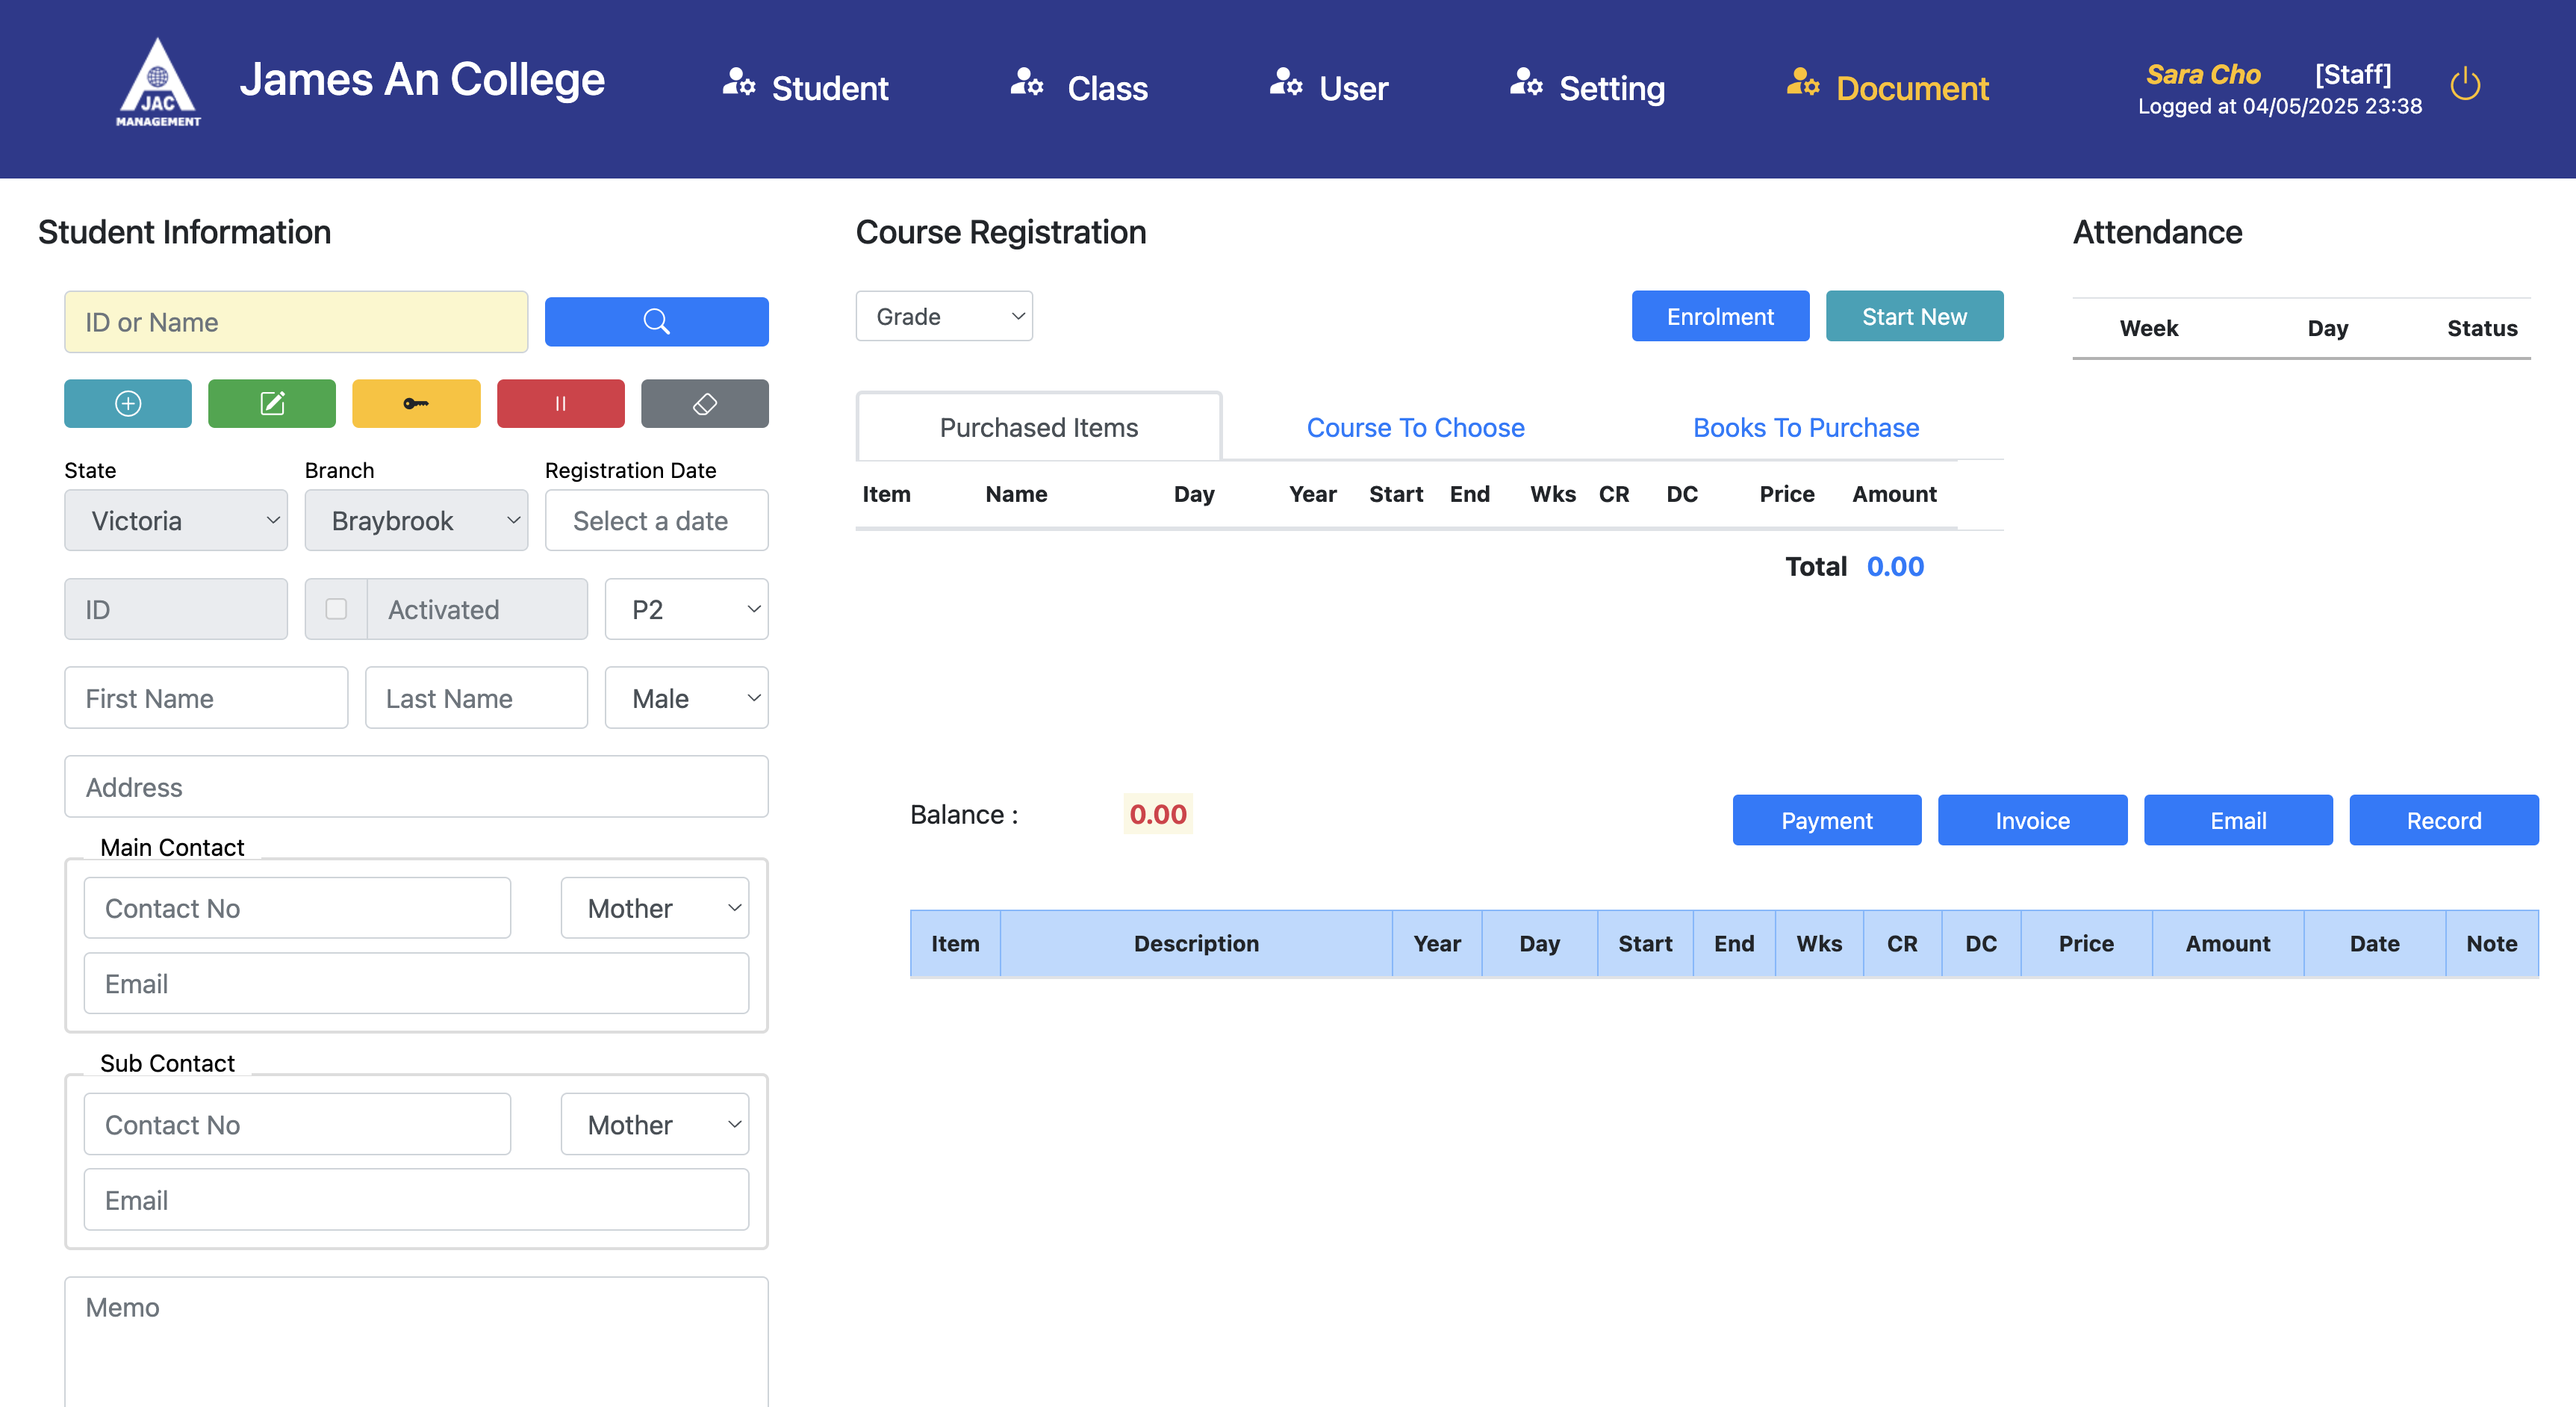 JAC
MANAGEMENT
James An College
Student
Class
User
Setting
Document
Sara Cho [Staff]
Logged at 04/05/2025 23:38
Student Information
ID or Name
State Branch Registration Date
Victoria Braybrook Select a date
ID Activated P2
First Name Last Name Male
Address
Main Contact
Contact No Mother
Email
Sub Contact
Contact No Mother
Email
Memo
Course Registration
Grade Enrolment Start New
Purchased Items Course To Choose Books To Purchase
Item Name Day Year Start End Wks CR DC Price Amount
Total 0.00
Attendance
Week Day Status
Balance : 0.00 Payment Invoice Email Record
Item Description Year Day Start End Wks CR DC Price Amount Date Note